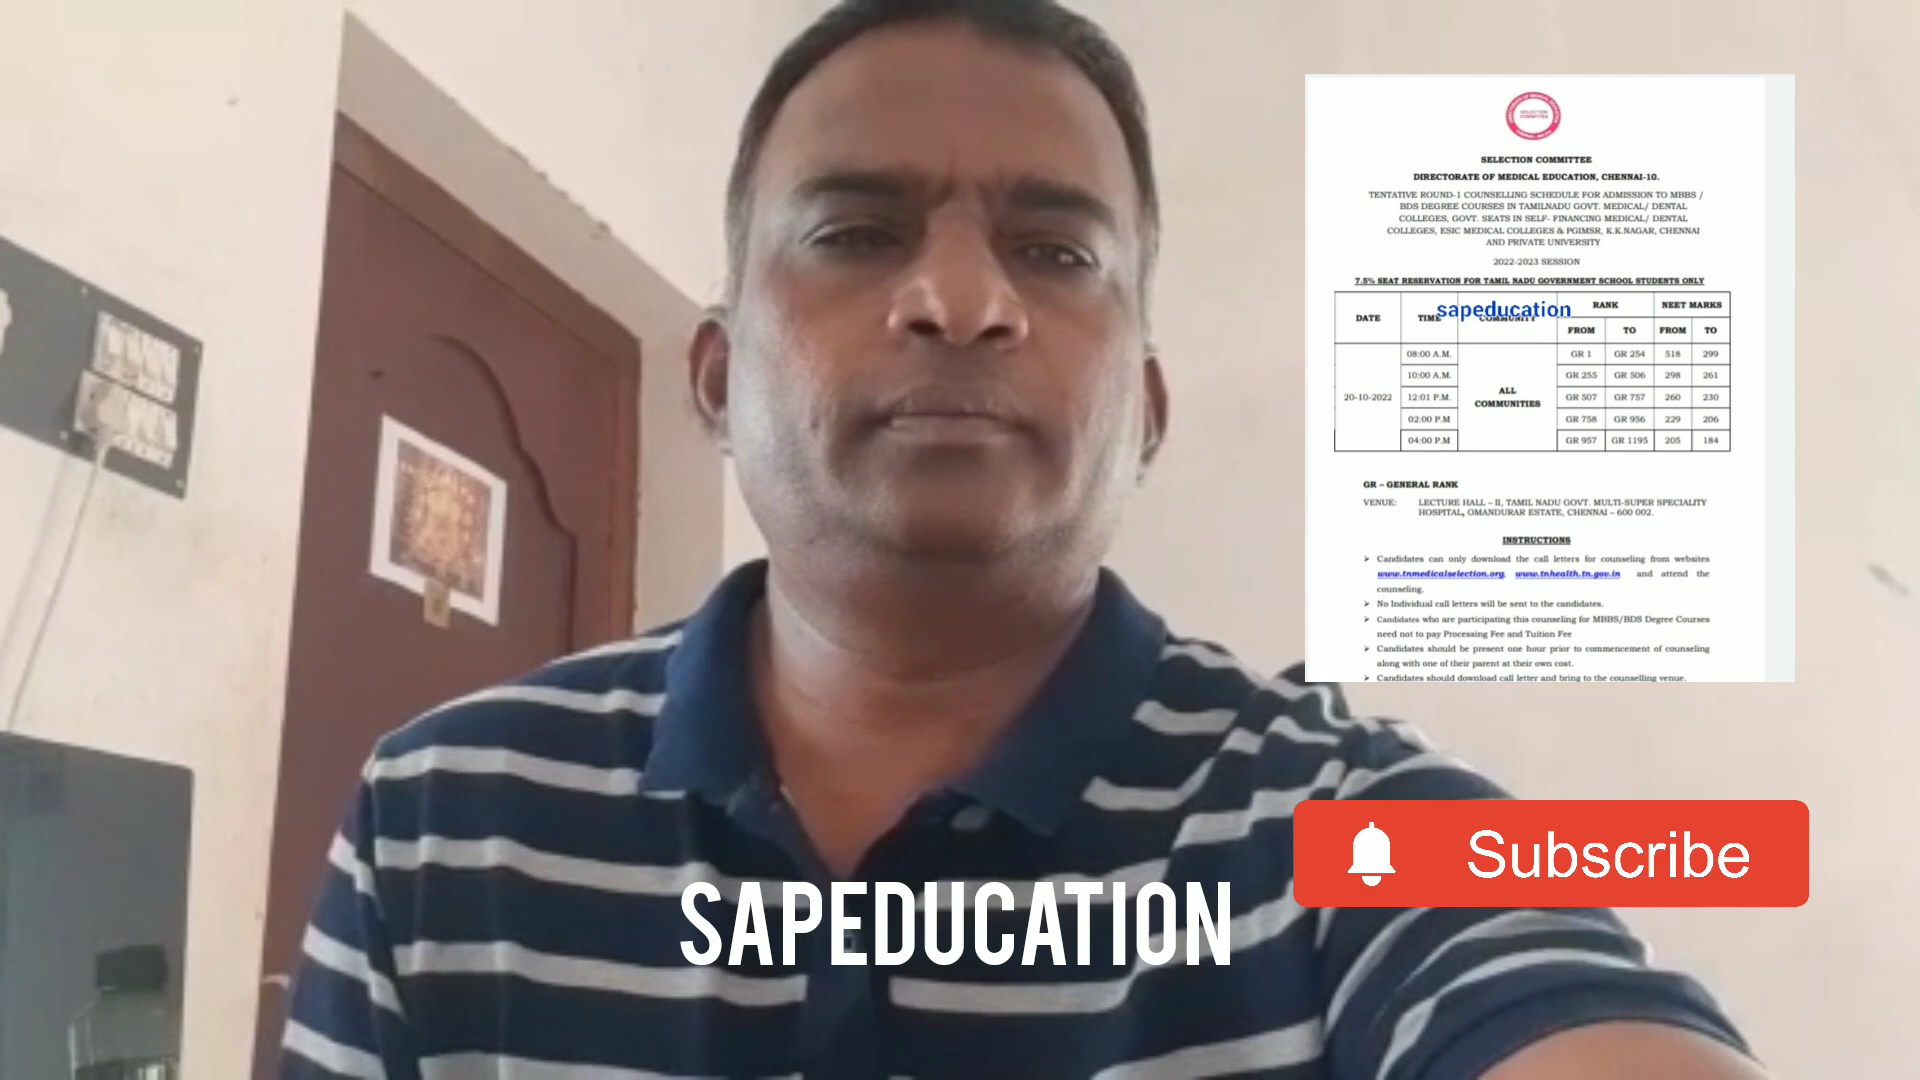 SELECTION COMMITTEE
SELECTION COMMITTEE
DIRECTORATE OF MEDICAL EDUCATION, CHENNAI-10.
TENTATIVE ROUND-1 COUNSELLING SCHEDULE FOR ADMISSION TO MBBS /
BDS DEGREE COURSES IN TAMILNADU GOVT. MEDICAL/ DENTAL
COLLEGES, GOVT. SEATS IN SELF- FINANCING MEDICAL/ DENTAL
COLLEGES, ESIC MEDICAL COLLEGES & PGIMSR, K.K.NAGAR, CHENNAI
AND PRIVATE UNIVERSITY
2022-2023 SESSION
7.5% SEAT RESERVATION FOR TAMIL NADU GOVERNMENT SCHOOL STUDENTS ONLY
DATE TIME COMMUNITY RANK NEET MARKS
sapeducation
FROM TO FROM TO
08:00 A.M. GR 1 GR 254 518 299
10:00 A.M. GR 255 GR 506 298 261
20-10-2022 12:01 P.M. ALL COMMUNITIES GR 507 GR 757 260 230
02:00 P.M GR 758 GR 956 229 206
04:00 P.M GR 957 GR 1195 205 184
GR – GENERAL RANK
VENUE: LECTURE HALL – II, TAMIL NADU GOVT. MULTI-SUPER SPECIALITY
HOSPITAL, OMANDURAR ESTATE, CHENNAI – 600 002.
INSTRUCTIONS
➢ Candidates can only download the call letters for counseling from websites
www.tnmedicalselection.org, www.tnhealth.tn.gov.in and attend the
counseling.
➢ No Individual call letters will be sent to the candidates.
➢ Candidates who are participating this counseling for MBBS/BDS Degree Courses
need not to pay Processing Fee and Tuition Fee
➢ Candidates should be present one hour prior to commencement of counseling
along with one of their parent at their own cost.
➢ Candidates should download call letter and bring to the counselling venue.
Subscribe
SAPEDUCATION